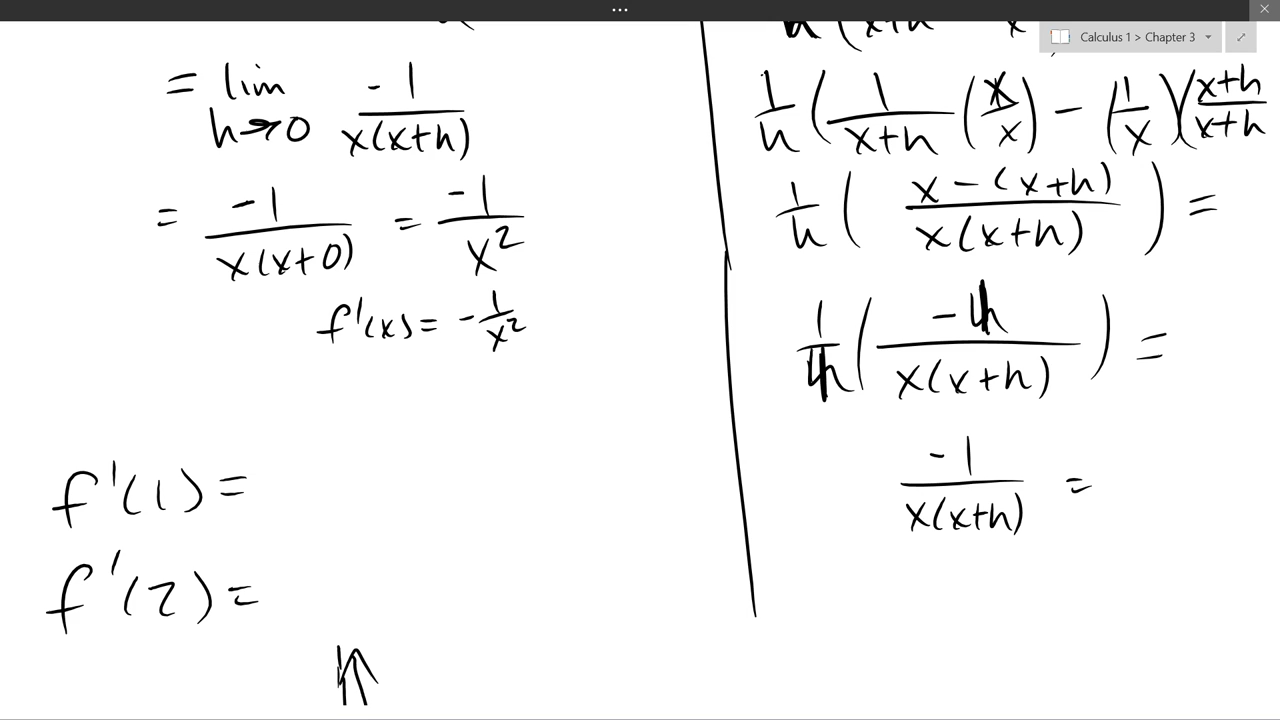 Calculus 1 > Chapter 3
= lim h→0 -1/x(x+h)
= -1/x(x+0) = -1/x²
f'(x) = -1/x²
f'(1) =
f'(2) =
1/h (1/x+h (x/x) - (1/x)(x+h/x+h)
1/h ( x-(x+h)/x(x+h) ) =
1/h ( -h/x(x+h) ) =
-1/x(x+h) =